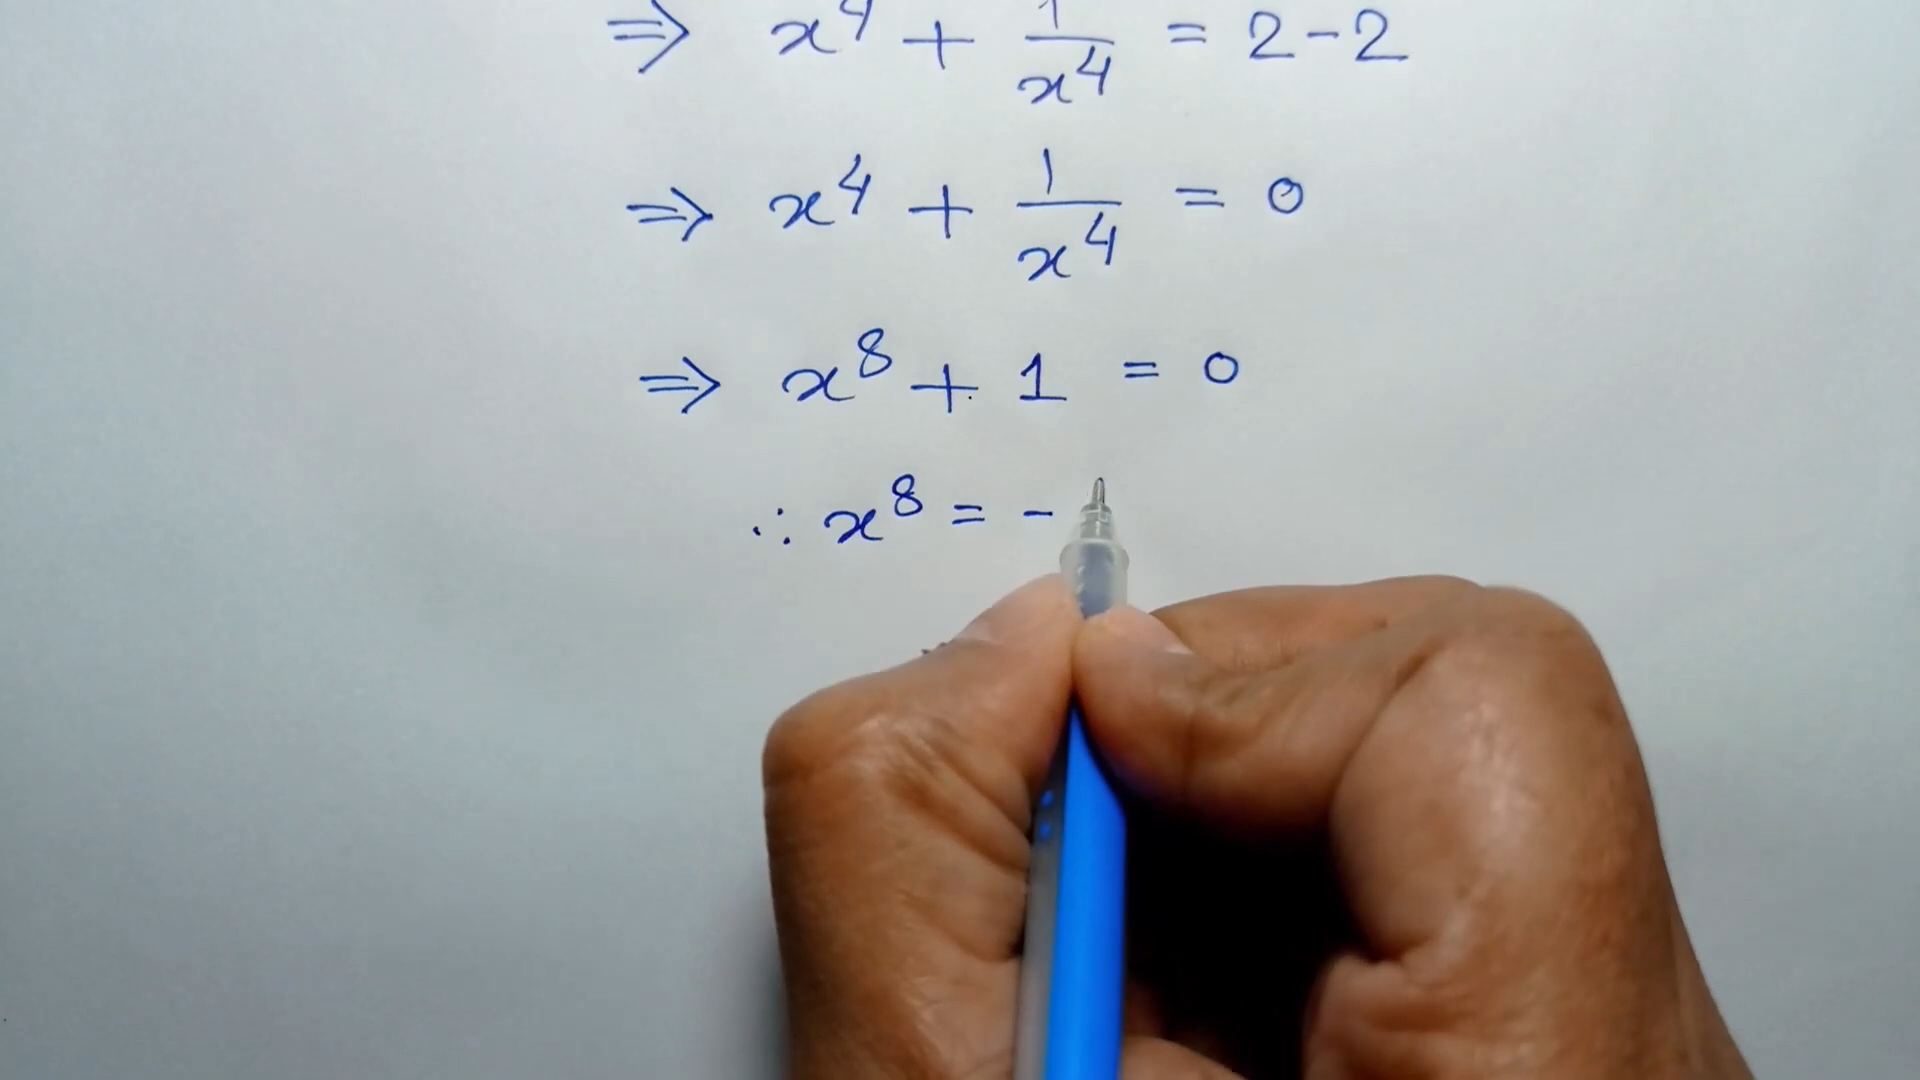 ⇒ x⁴ + 1/x⁴ = 2-2
⇒ x⁴ + 1/x⁴ = 0
⇒ x⁸ + 1 = 0
∴ x⁸ = -